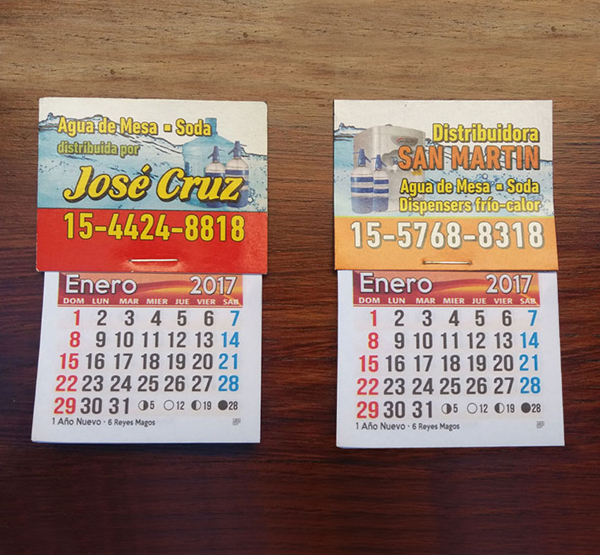 Agua de Mesa ▪ Soda
distribuida por
José Cruz
15-4424-8818
Enero 2017
DOM LUN MAR MIER JUE VIER SAB
1 2 3 4 5 6 7
8 9 10 11 12 13 14
15 16 17 18 19 20 21
22 23 24 25 26 27 28
29 30 31 5 12 19 28
1 Año Nuevo · 6 Reyes Magos
Distribuidora
SAN MARTIN
Agua de Mesa ▪ Soda
Dispensers frío-calor
15-5768-8318
Enero 2017
DOM LUN MAR MIER JUE VIER SAB
1 2 3 4 5 6 7
8 9 10 11 12 13 14
15 16 17 18 19 20 21
22 23 24 25 26 27 28
29 30 31 5 12 19 28
1 Año Nuevo · 6 Reyes Magos